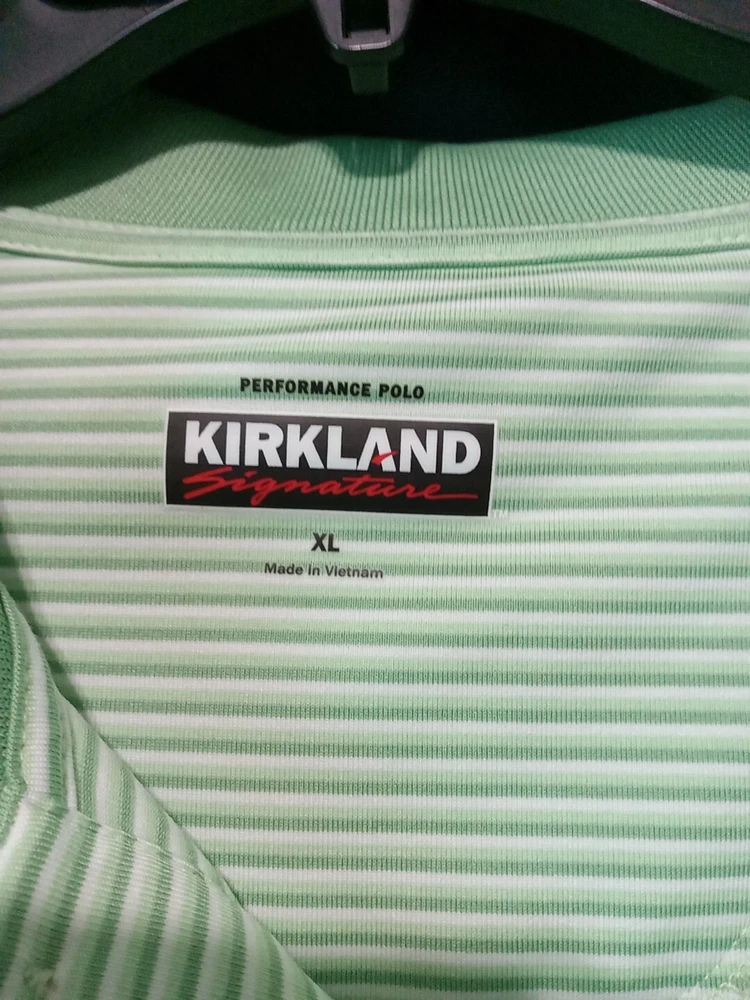 PERFORMANCE POLO
KIRKLAND
Signature
XL
Made in Vietnam